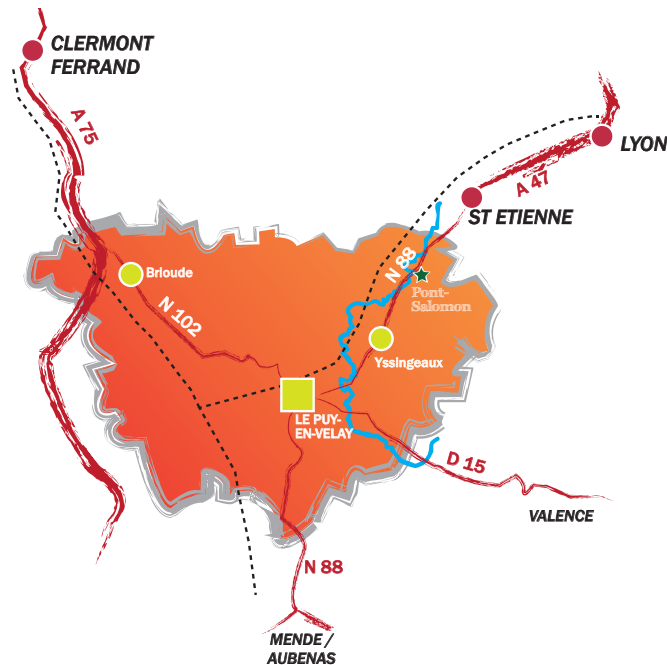 CLERMONT
FERRAND
A 75
LYON
A 47
ST ETIENNE
N 88
Brioude
Pont-
Salomon
N 102
Yssingeaux
LE PUY-
EN-VELAY
D 15
VALENCE
N 88
MENDE /
AUBENAS